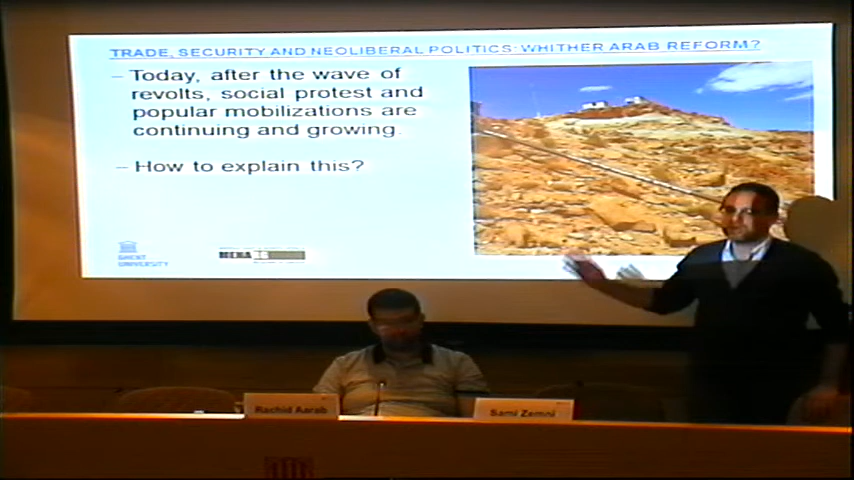 TRADE, SECURITY AND NEOLIBERAL POLITICS: WHITHER ARAB REFORM?
– Today, after the wave of
revolts, social protest and
popular mobilizations are
continuing and growing.
– How to explain this?
GHENT
UNIVERSITY
MENA
Rachid Aarab
Sami Zemni